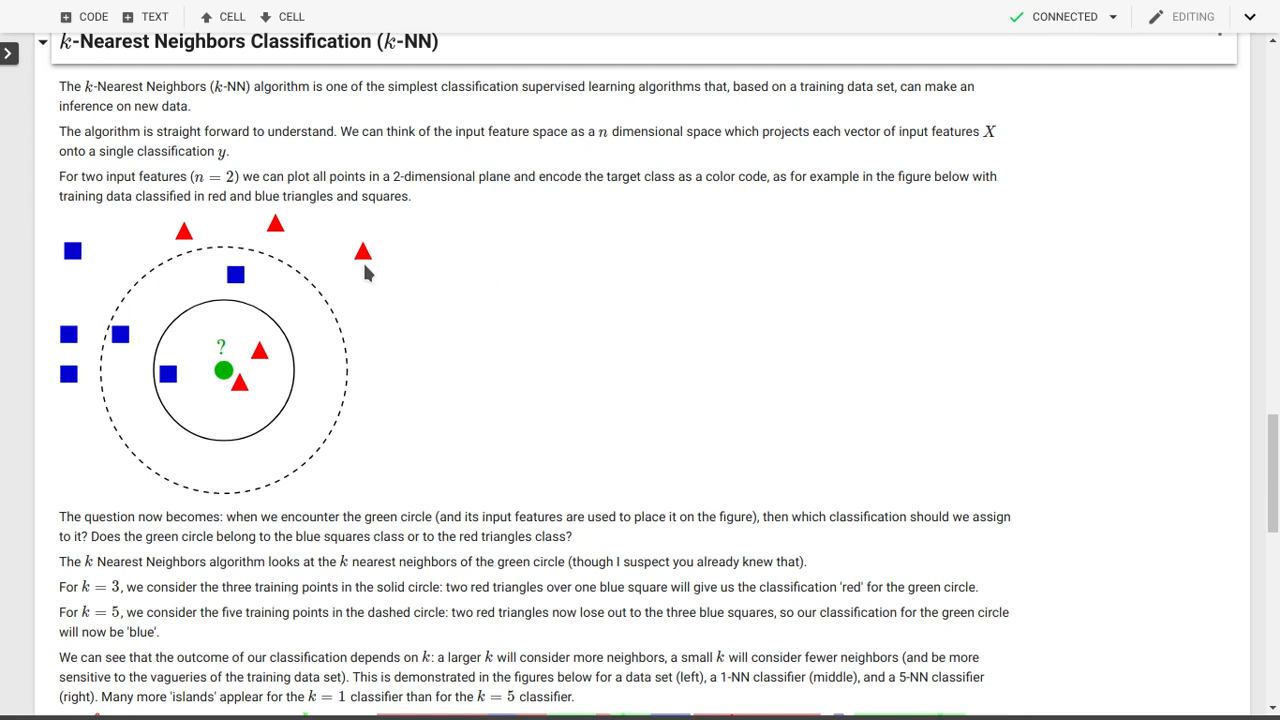 CODE TEXT CELL CELL CONNECTED EDITING
k-Nearest Neighbors Classification (k-NN)
The k-Nearest Neighbors (k-NN) algorithm is one of the simplest classification supervised learning algorithms that, based on a training data set, can make an
inference on new data.
The algorithm is straight forward to understand. We can think of the input feature space as a n dimensional space which projects each vector of input features X
onto a single classification y.
For two input features (n = 2) we can plot all points in a 2-dimensional plane and encode the target class as a color code, as for example in the figure below with
training data classified in red and blue triangles and squares.
?
The question now becomes: when we encounter the green circle (and its input features are used to place it on the figure), then which classification should we assign
to it? Does the green circle belong to the blue squares class or to the red triangles class?
The k Nearest Neighbors algorithm looks at the k nearest neighbors of the green circle (though I suspect you already knew that).
For k = 3, we consider the three training points in the solid circle: two red triangles over one blue square will give us the classification 'red' for the green circle.
For k = 5, we consider the five training points in the dashed circle: two red triangles now lose out to the three blue squares, so our classification for the green circle
will now be 'blue'.
We can see that the outcome of our classification depends on k: a larger k will consider more neighbors, a small k will consider fewer neighbors (and be more
sensitive to the vagueries of the training data set). This is demonstrated in the figures below for a data set (left), a 1-NN classifier (middle), and a 5-NN classifier
(right). Many more 'islands' applear for the k = 1 classifier than for the k = 5 classifier.